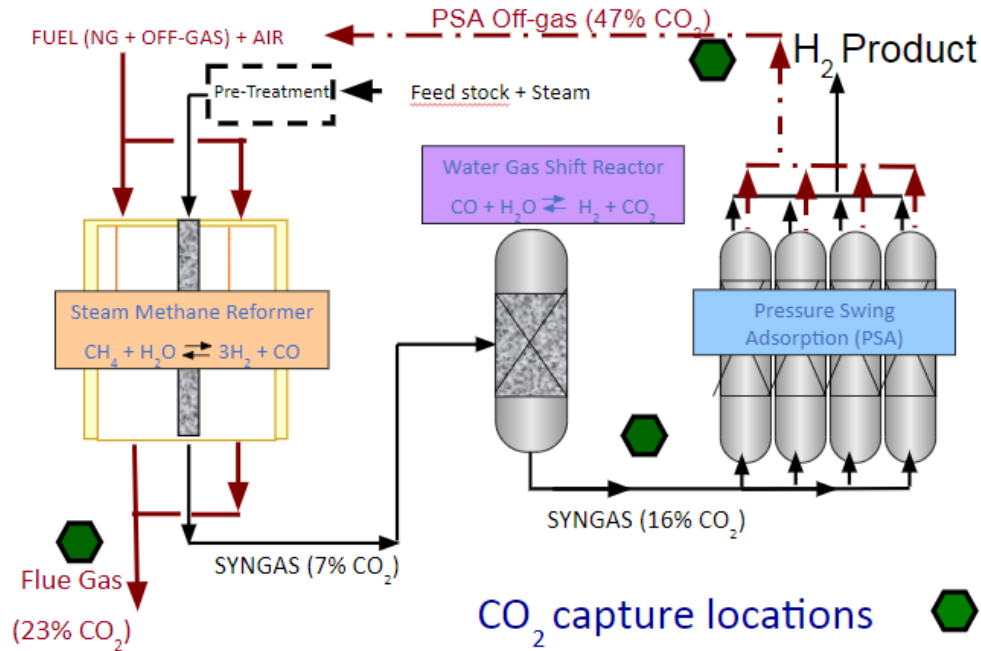 PSA Off-gas (47% CO₂)
FUEL (NG + OFF-GAS) + AIR
H₂ Product
Pre-Treatment
Feed stock + Steam
Water Gas Shift Reactor
CO + H₂O ⇌ H₂ + CO₂
Steam Methane Reformer
CH₄ + H₂O ⇌ 3H₂ + CO
Pressure Swing
Adsorption (PSA)
SYNGAS (16% CO₂)
SYNGAS (7% CO₂)
Flue Gas
(23% CO₂)
CO₂ capture locations